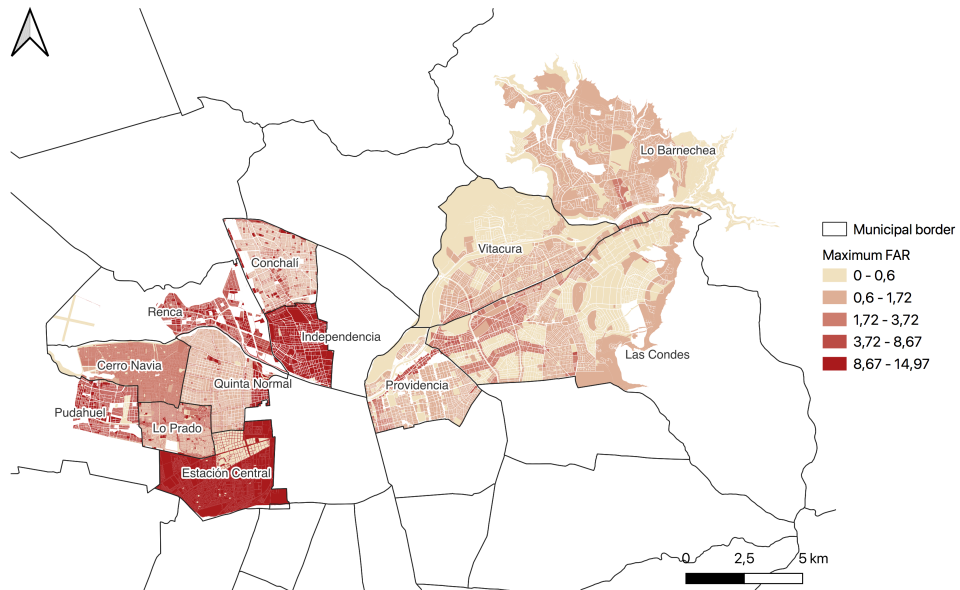 Lo Barnechea
Vitacura
Conchalí
Renca
Independencia
Las Condes
Cerro Navia
Quinta Normal
Providencia
Pudahuel
Lo Prado
Estación Central
Municipal border
Maximum FAR
0 - 0,6
0,6 - 1,72
1,72 - 3,72
3,72 - 8,67
8,67 - 14,97
0 2,5 5 km